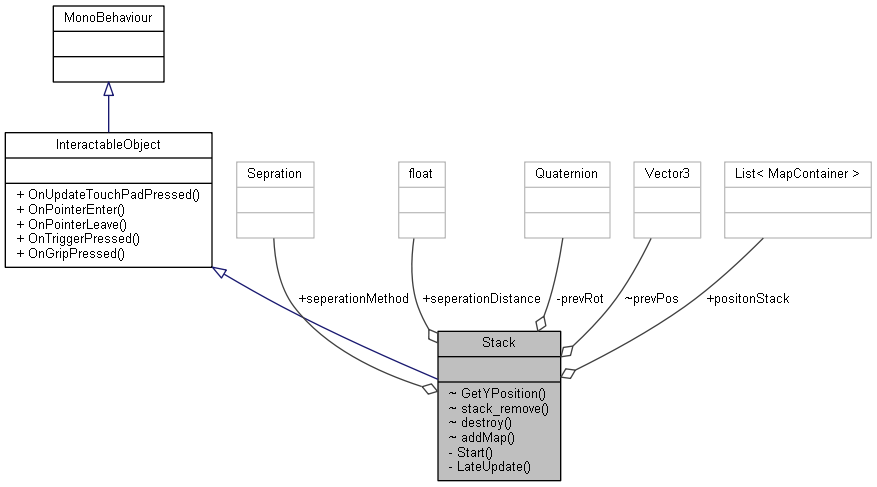 MonoBehaviour
InteractableObject
+ OnUpdateTouchPadPressed()
+ OnPointerEnter()
+ OnPointerLeave()
+ OnTriggerPressed()
+ OnGripPressed()
Sepration
float
Quaternion
Vector3
List< MapContainer >
+seperationMethod
+seperationDistance
-prevRot
~prevPos
+positonStack
Stack
~ GetYPosition()
~ stack_remove()
~ destroy()
~ addMap()
- Start()
- LateUpdate()